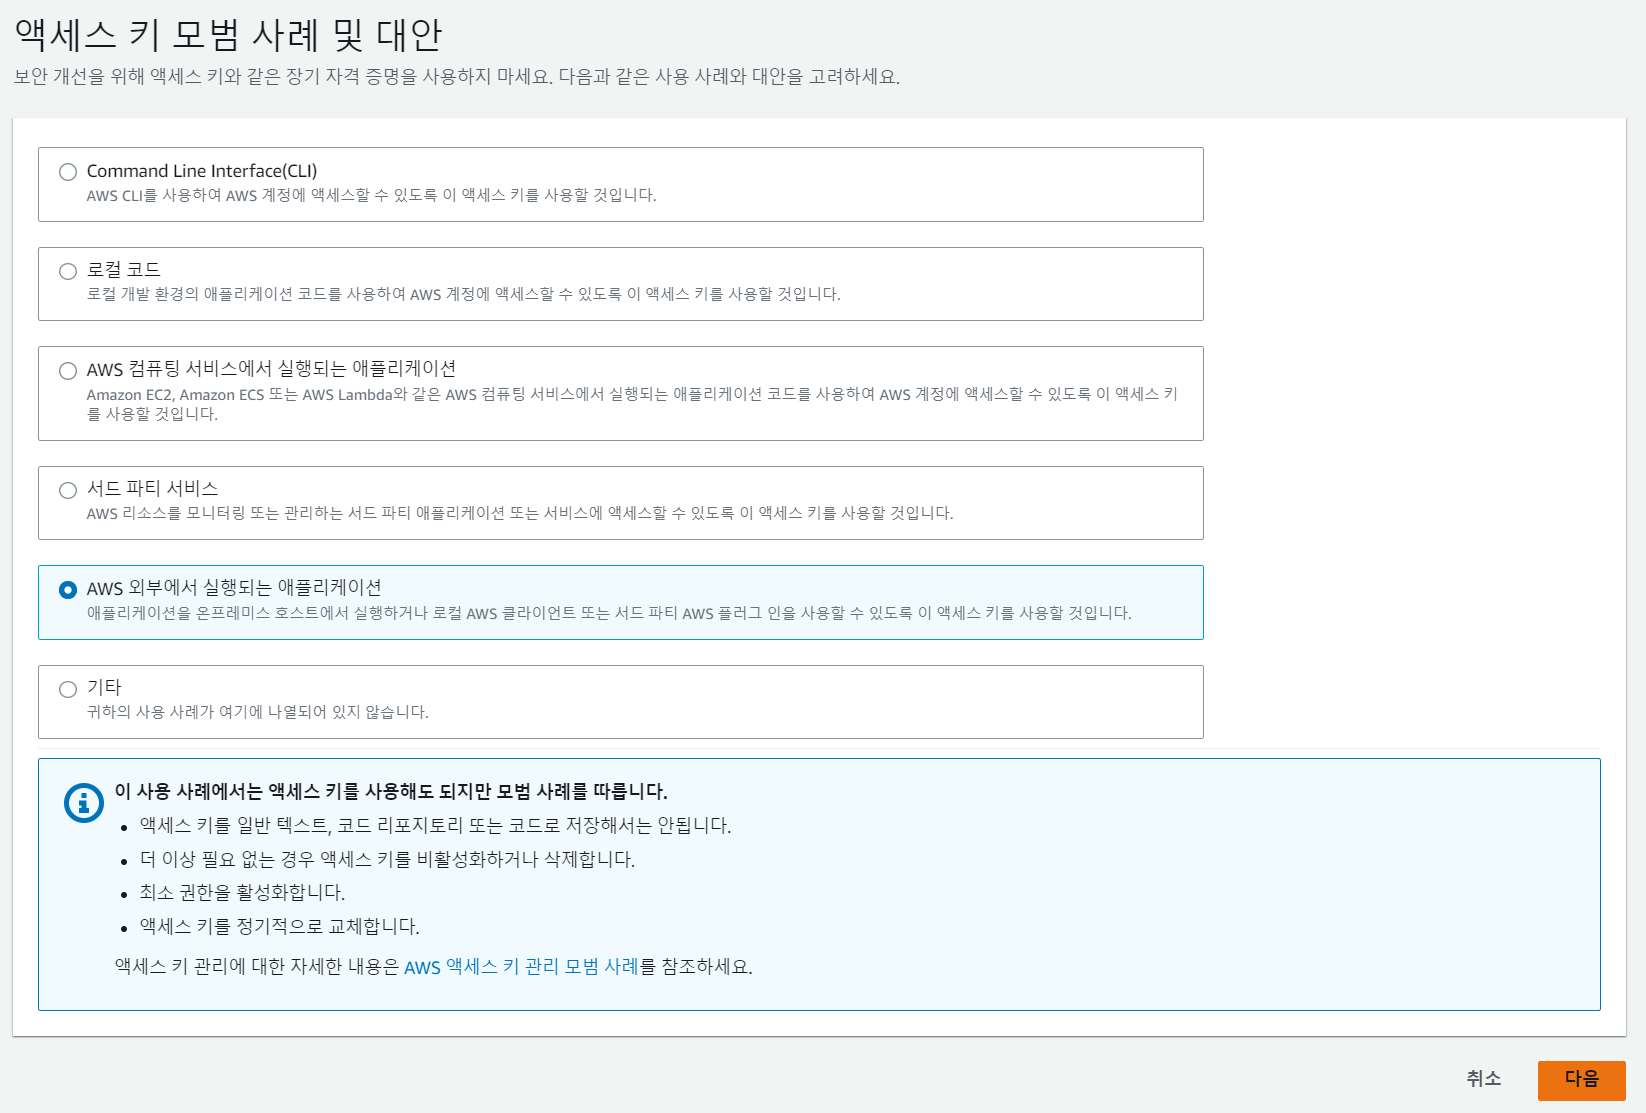 액세스 키 모범 사례 및 대안
보안 개선을 위해 액세스 키와 같은 장기 자격 증명을 사용하지 마세요. 다음과 같은 사용 사례와 대안을 고려하세요.
Command Line Interface(CLI)
AWS CLI를 사용하여 AWS 계정에 액세스할 수 있도록 이 액세스 키를 사용할 것입니다.
로컬 코드
로컬 개발 환경의 애플리케이션 코드를 사용하여 AWS 계정에 액세스할 수 있도록 이 액세스 키를 사용할 것입니다.
AWS 컴퓨팅 서비스에서 실행되는 애플리케이션
Amazon EC2, Amazon ECS 또는 AWS Lambda와 같은 AWS 컴퓨팅 서비스에서 실행되는 애플리케이션 코드를 사용하여 AWS 계정에 액세스할 수 있도록 이 액세스 키
를 사용할 것입니다.
서드 파티 서비스
AWS 리소스를 모니터링 또는 관리하는 서드 파티 애플리케이션 또는 서비스에 액세스할 수 있도록 이 액세스 키를 사용할 것입니다.
AWS 외부에서 실행되는 애플리케이션
애플리케이션을 온프레미스 호스트에서 실행하거나 로컬 AWS 클라이언트 또는 서드 파티 AWS 플러그 인을 사용할 수 있도록 이 액세스 키를 사용할 것입니다.
기타
귀하의 사용 사례가 여기에 나열되어 있지 않습니다.
이 사용 사례에서는 액세스 키를 사용해도 되지만 모범 사례를 따릅니다.
• 액세스 키를 일반 텍스트, 코드 리포지토리 또는 코드로 저장해서는 안됩니다.
• 더 이상 필요 없는 경우 액세스 키를 비활성화하거나 삭제합니다.
• 최소 권한을 활성화합니다.
• 액세스 키를 정기적으로 교체합니다.
액세스 키 관리에 대한 자세한 내용은 AWS 액세스 키 관리 모범 사례를 참조하세요.
취소
다음